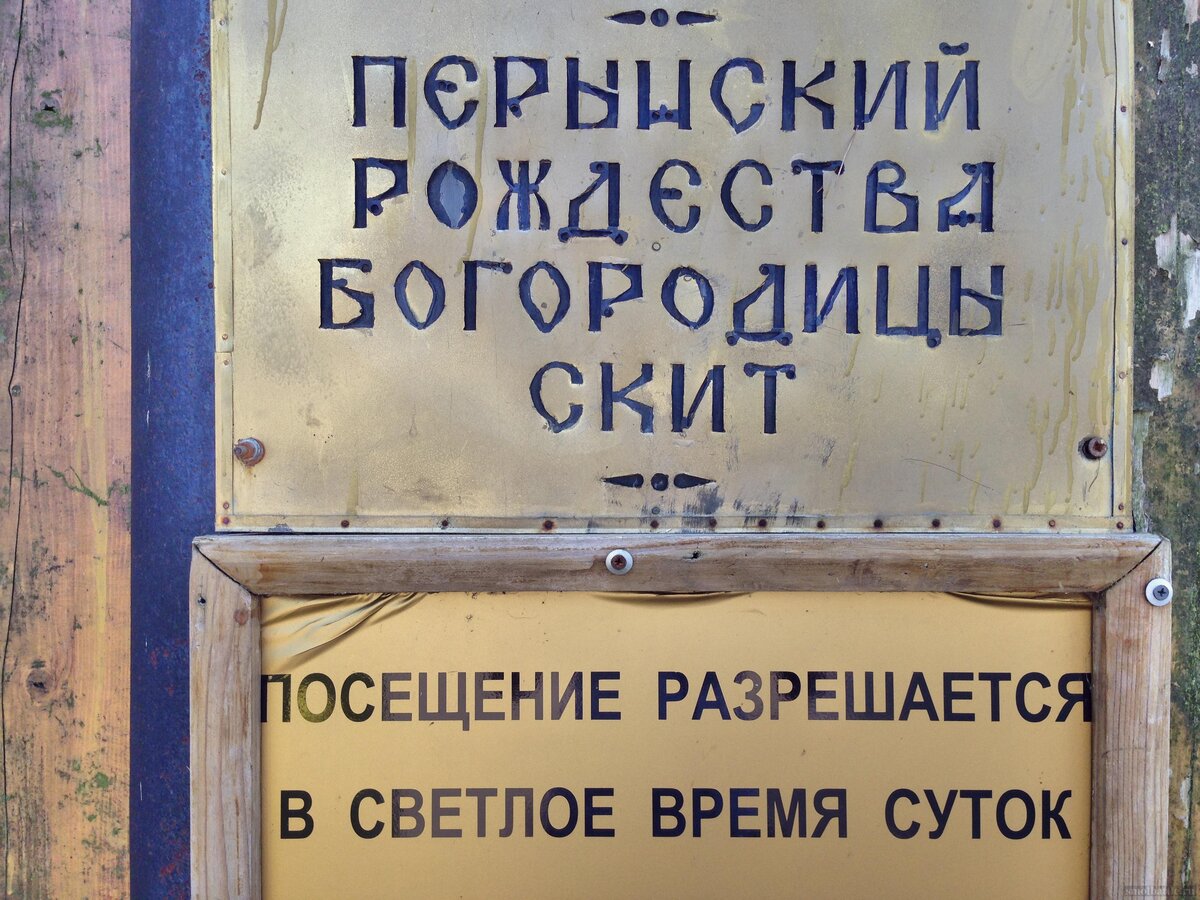 ПЕРЫНСКИЙ
РОЖДЕСТВА
БОГОРОДИЦЫ
СКИТ
ПОСЕЩЕНИЕ РАЗРЕШАЕТСЯ
В СВЕТЛОЕ ВРЕМЯ СУТОК